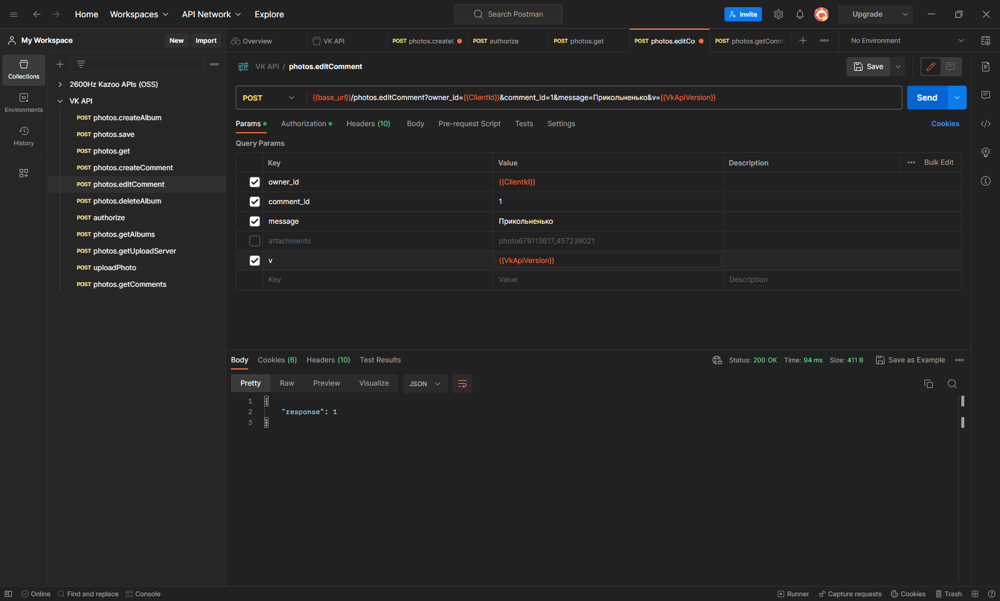 Home Workspaces API Network Explore Search Postman Invite Upgrade
My Workspace New Import Overview VK API POST photos.create POST authorize POST photos.get POST photos.editCo POST photos.getComm No Environment
Collections
Environments
History
2600Hz Kazoo APIs (OSS)
VK API
POST photos.createAlbum
POST photos.save
POST photos.get
POST photos.createComment
POST photos.editComment
POST photos.deleteAlbum
POST authorize
POST photos.getAlbums
POST photos.getUploadServer
POST uploadPhoto
POST photos.getComments
HTTP VK API / photos.editComment Save
POST {{base_url}}/photos.editComment?owner_id={{ClientId}}&comment_id=1&message=Прикольненько&v={{VkApiVersion}} Send
Params Authorization Headers (10) Body Pre-request Script Tests Settings Cookies
Query Params
Key Value Description Bulk Edit
owner_id {{ClientId}}
comment_id 1
message Прикольненько
attachments photo679113617_457239021
v {{VkApiVersion}}
Key Value Description
Body Cookies (6) Headers (10) Test Results Status: 200 OK Time: 94 ms Size: 411 B Save as Example
Pretty Raw Preview Visualize JSON
1 {
2 "response": 1
3 }
Online Find and replace Console Runner Capture requests Cookies Trash